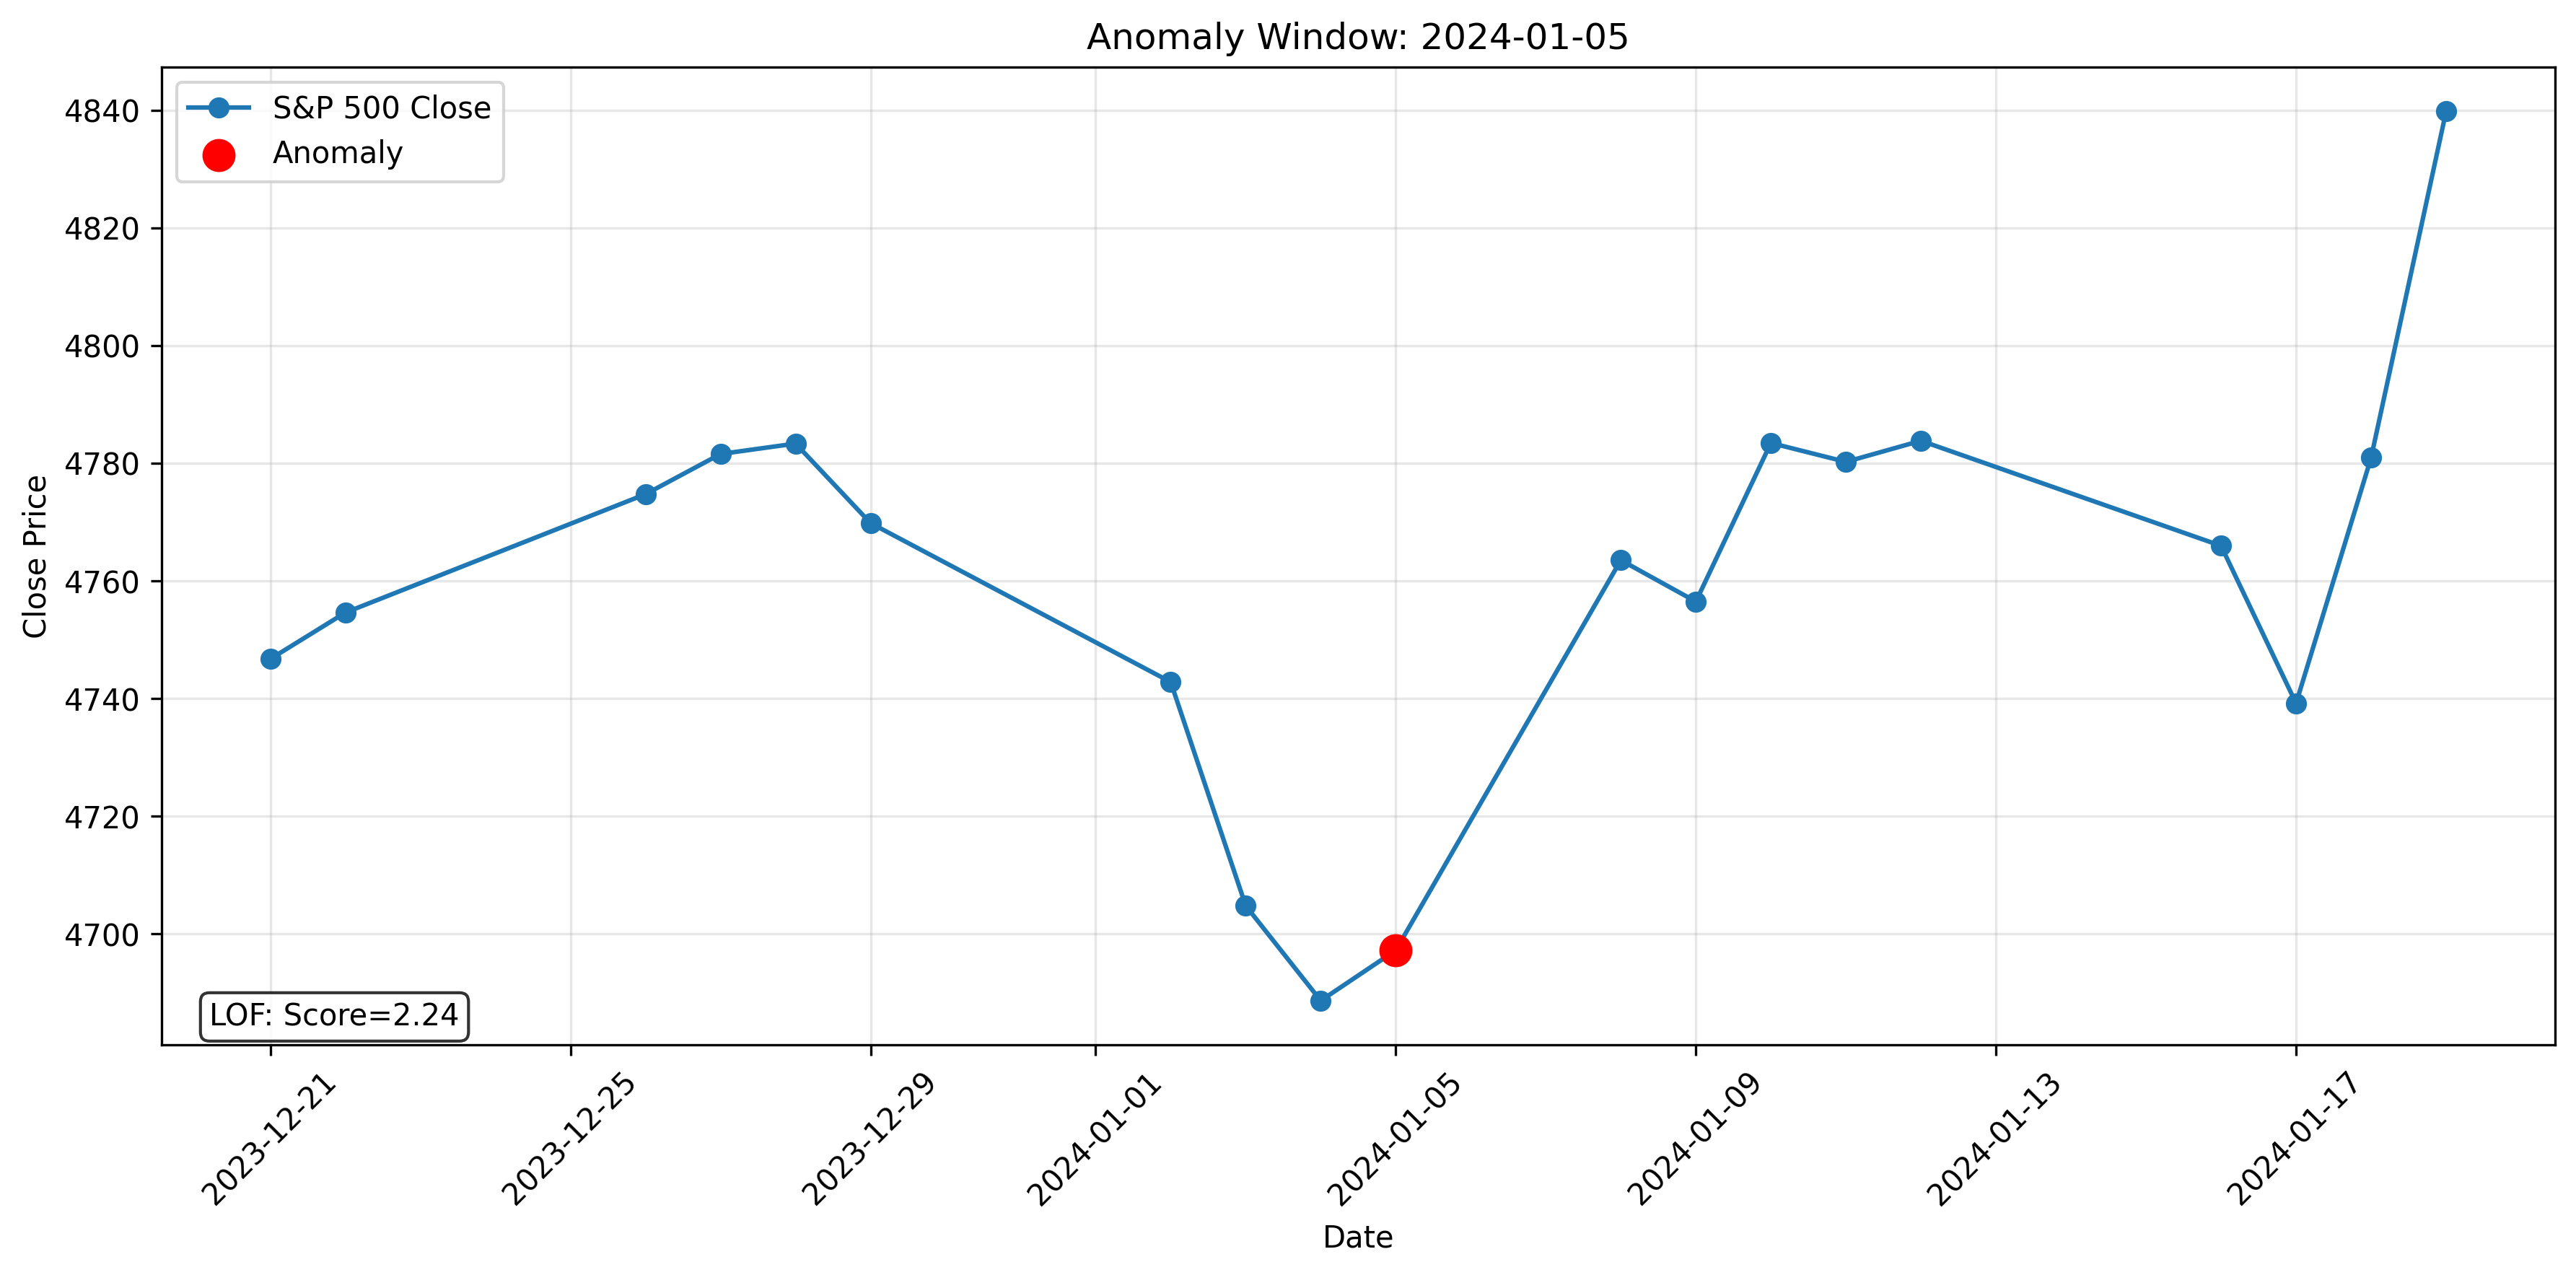 Anomaly Window: 2024-01-05
S&P 500 Close
Anomaly
4840
4820
4800
4780
4760
4740
4720
4700
Close Price
LOF: Score=2.24
2023-12-21
2023-12-25
2023-12-29
2024-01-01
2024-01-05
2024-01-09
2024-01-13
2024-01-17
Date